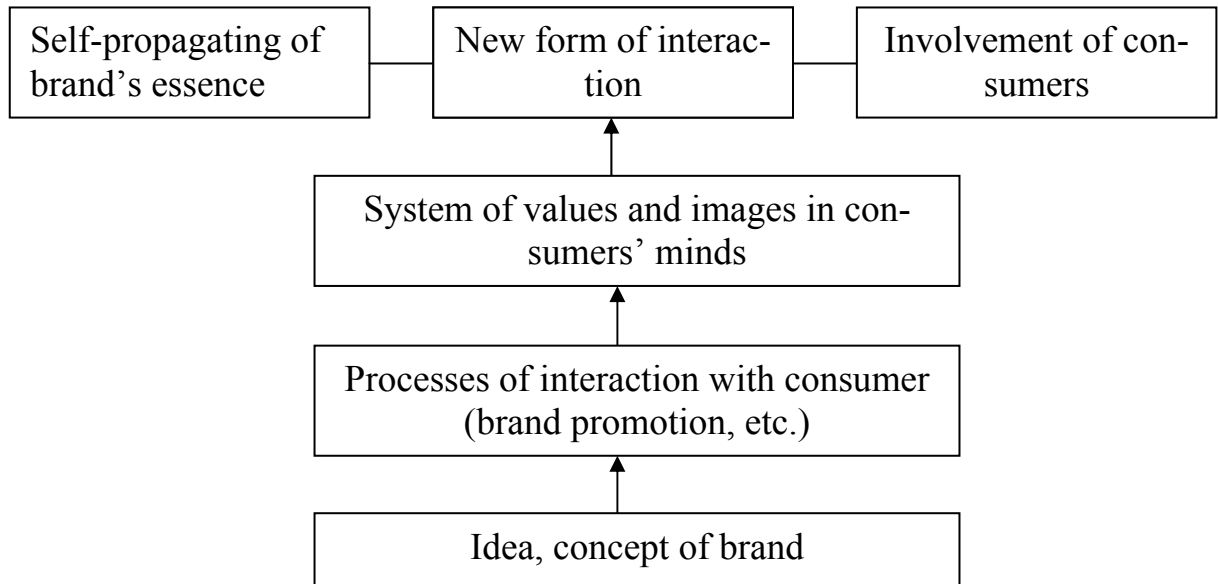 Self-propagating of
brand’s essence
New form of interac-
tion
Involvement of con-
sumers
System of values and images in con-
sumers’ minds
Processes of interaction with consumer
(brand promotion, etc.)
Idea, concept of brand